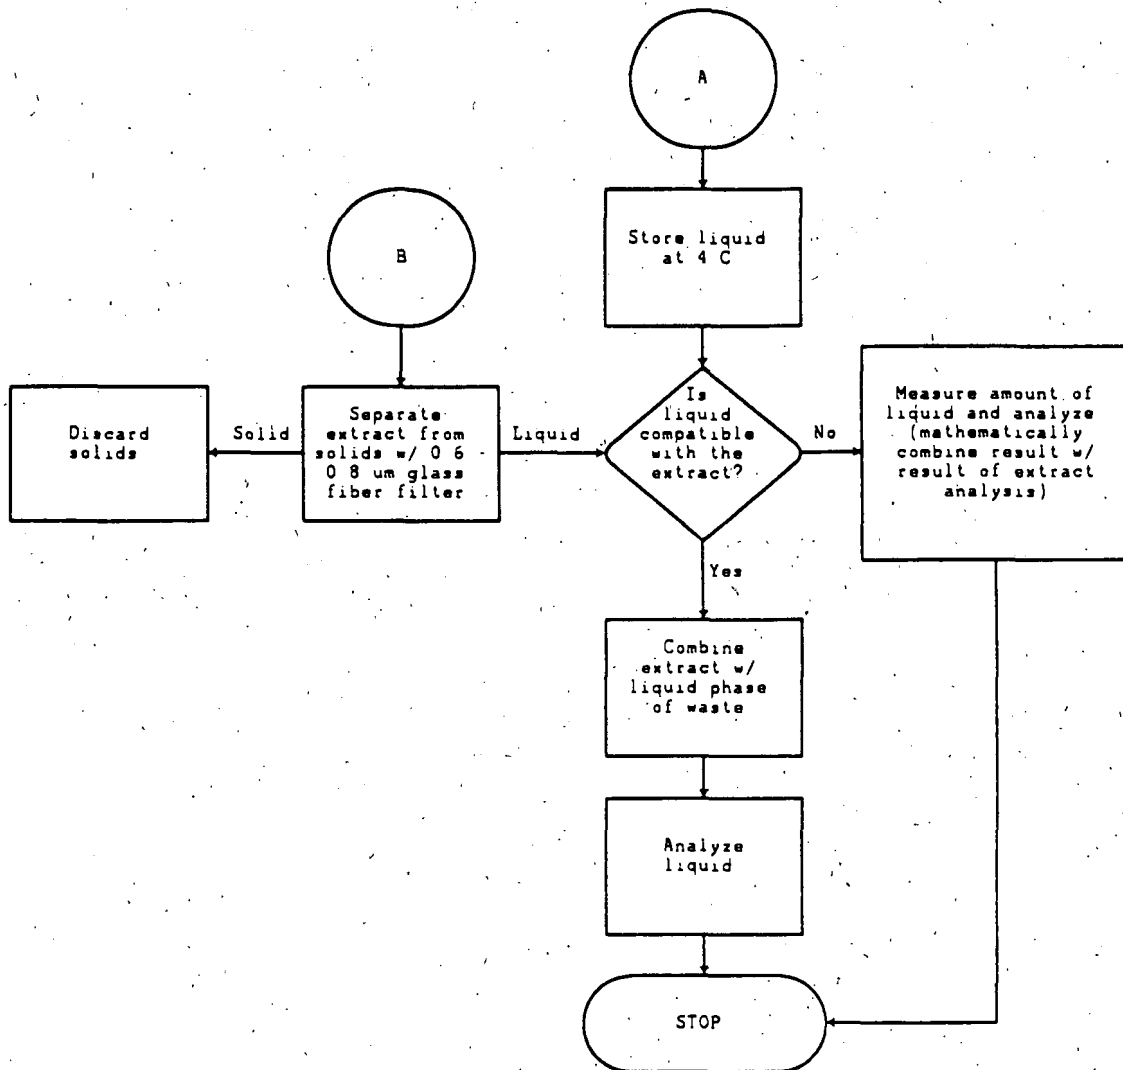 A
Store liquid
at 4 C
B
Discard
solids
Solid
Separate
extract from
solids w/ 0 6 -
0 8 um glass
fiber filter
Liquid
Is
liquid
compatible
with the
extract?
No
Measure amount of
liquid and analyze
(mathematically
combine result w/
result of extract
analysis)
Yes
Combine
extract w/
liquid phase
of waste
Analyze
liquid
STOP